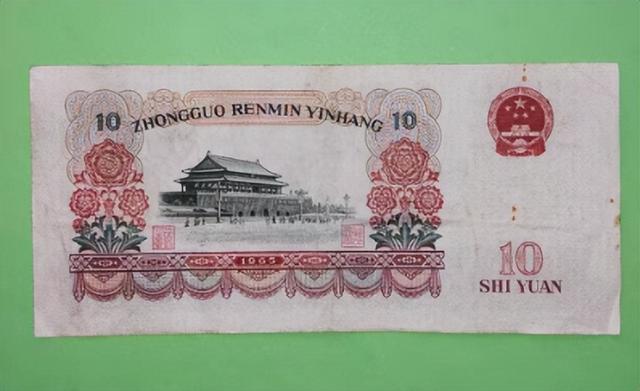 10 ZHONGGUO RENMIN YINHANG 10
1965
10
SHI YUAN